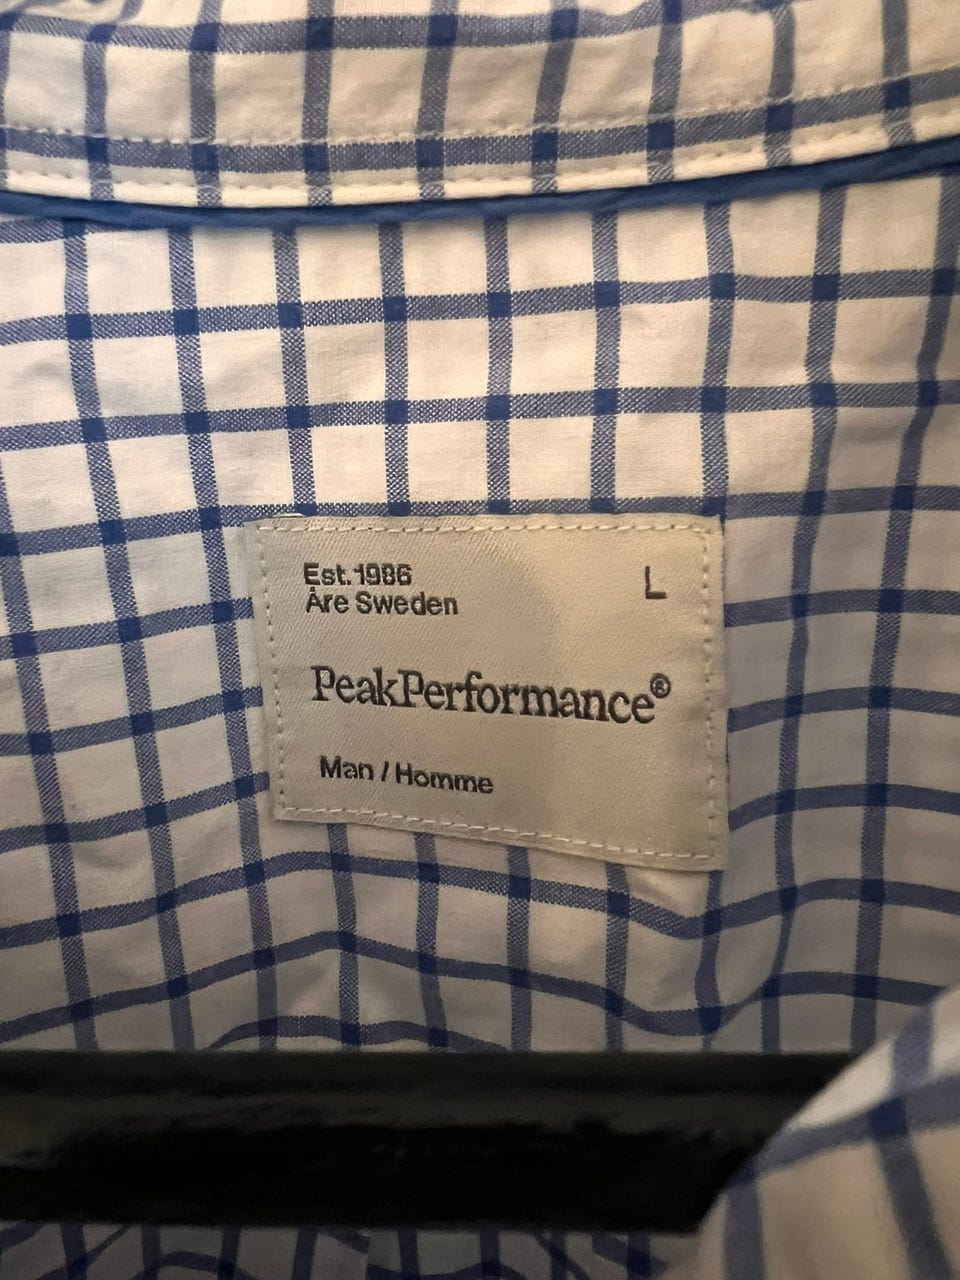 Est.1986
Åre Sweden
L
PeakPerformance®
Man / Homme